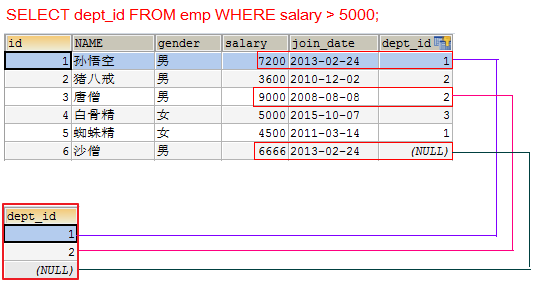 SELECT dept_id FROM emp WHERE salary > 5000;
id NAME gender salary join_date dept_id
1 孙悟空 男 7200 2013-02-24 1
2 猪八戒 男 3600 2010-12-02 2
3 唐僧 男 9000 2008-08-08 2
4 白骨精 女 5000 2015-10-07 3
5 蜘蛛精 女 4500 2011-03-14 1
6 沙僧 男 6666 2013-02-24 (NULL)
dept_id
1
2
(NULL)